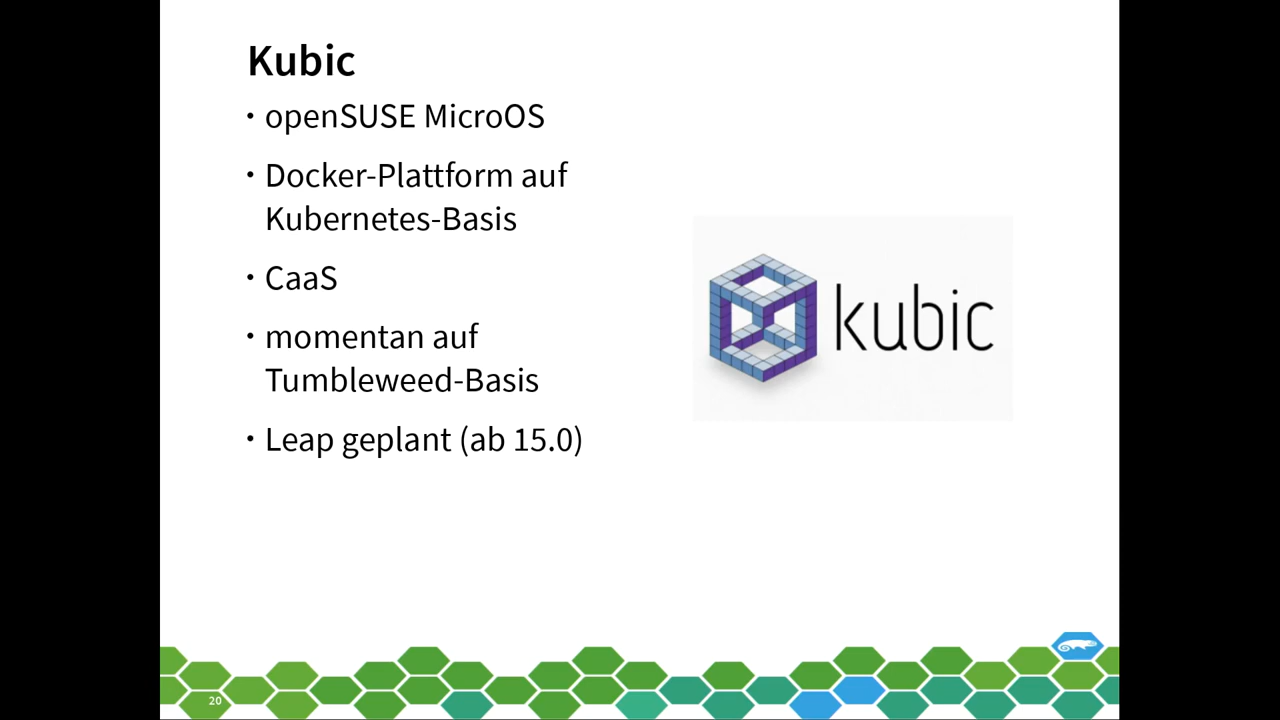 Kubic
• openSUSE MicroOS
• Docker-Plattform auf
Kubernetes-Basis
• CaaS
• momentan auf
Tumbleweed-Basis
• Leap geplant (ab 15.0)
kubic
20